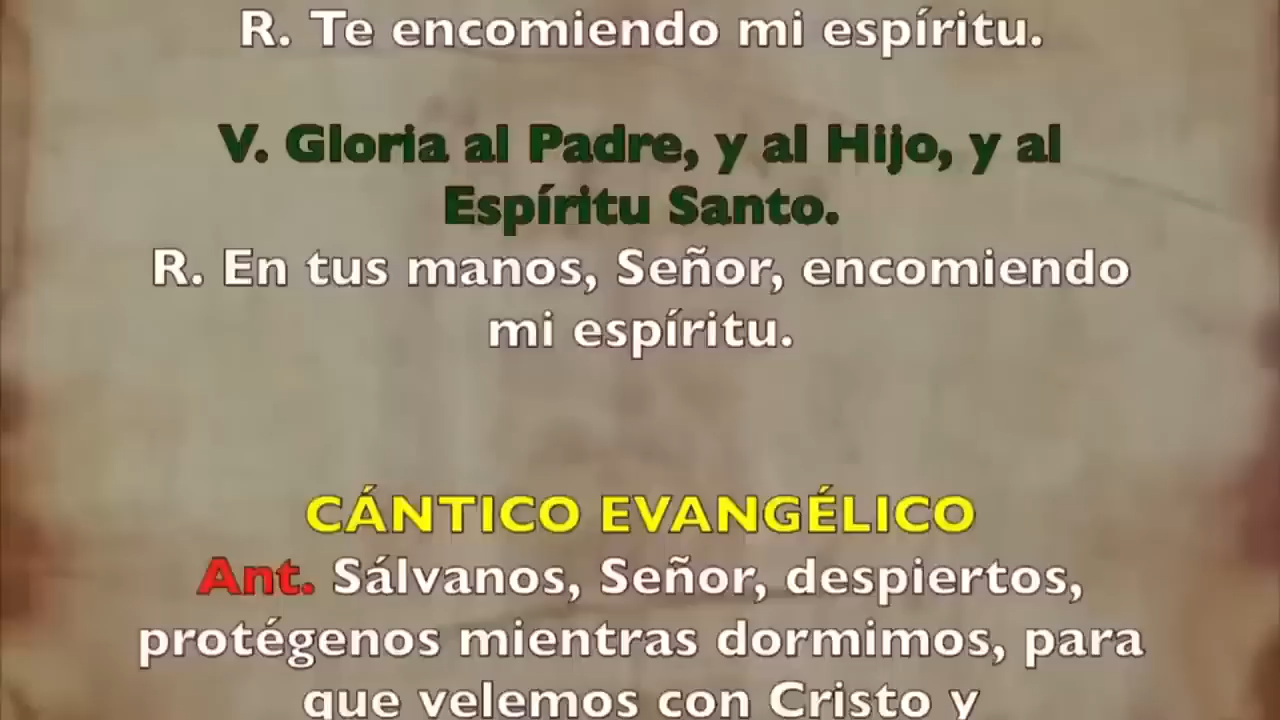 R. Te encomiendo mi espíritu.
V. Gloria al Padre, y al Hijo, y al
Espíritu Santo.
R. En tus manos, Señor, encomiendo
mi espíritu.
CÁNTICO EVANGÉLICO
Ant. Sálvanos, Señor, despiertos,
protégenos mientras dormimos, para
que velemos con Cristo y